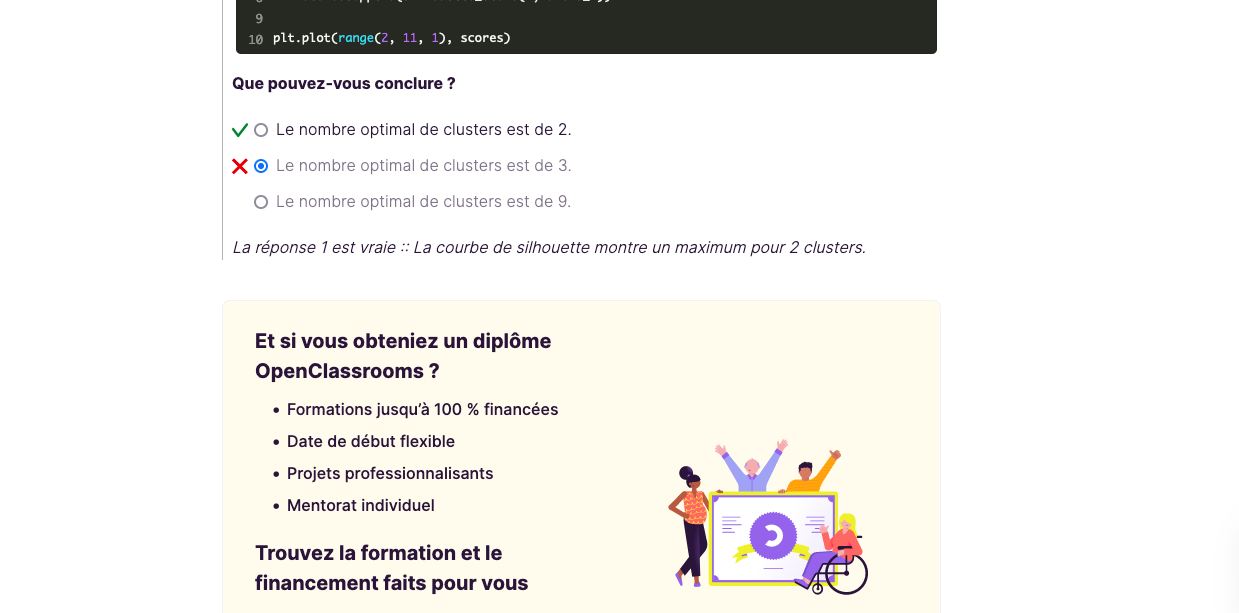 9
10 plt.plot(range(2, 11, 1), scores)
Que pouvez-vous conclure ?
Le nombre optimal de clusters est de 2.
Le nombre optimal de clusters est de 3.
Le nombre optimal de clusters est de 9.
La réponse 1 est vraie :: La courbe de silhouette montre un maximum pour 2 clusters.
Et si vous obteniez un diplôme
OpenClassrooms ?
• Formations jusqu’à 100 % financées
• Date de début flexible
• Projets professionnalisants
• Mentorat individuel
Trouvez la formation et le
financement faits pour vous